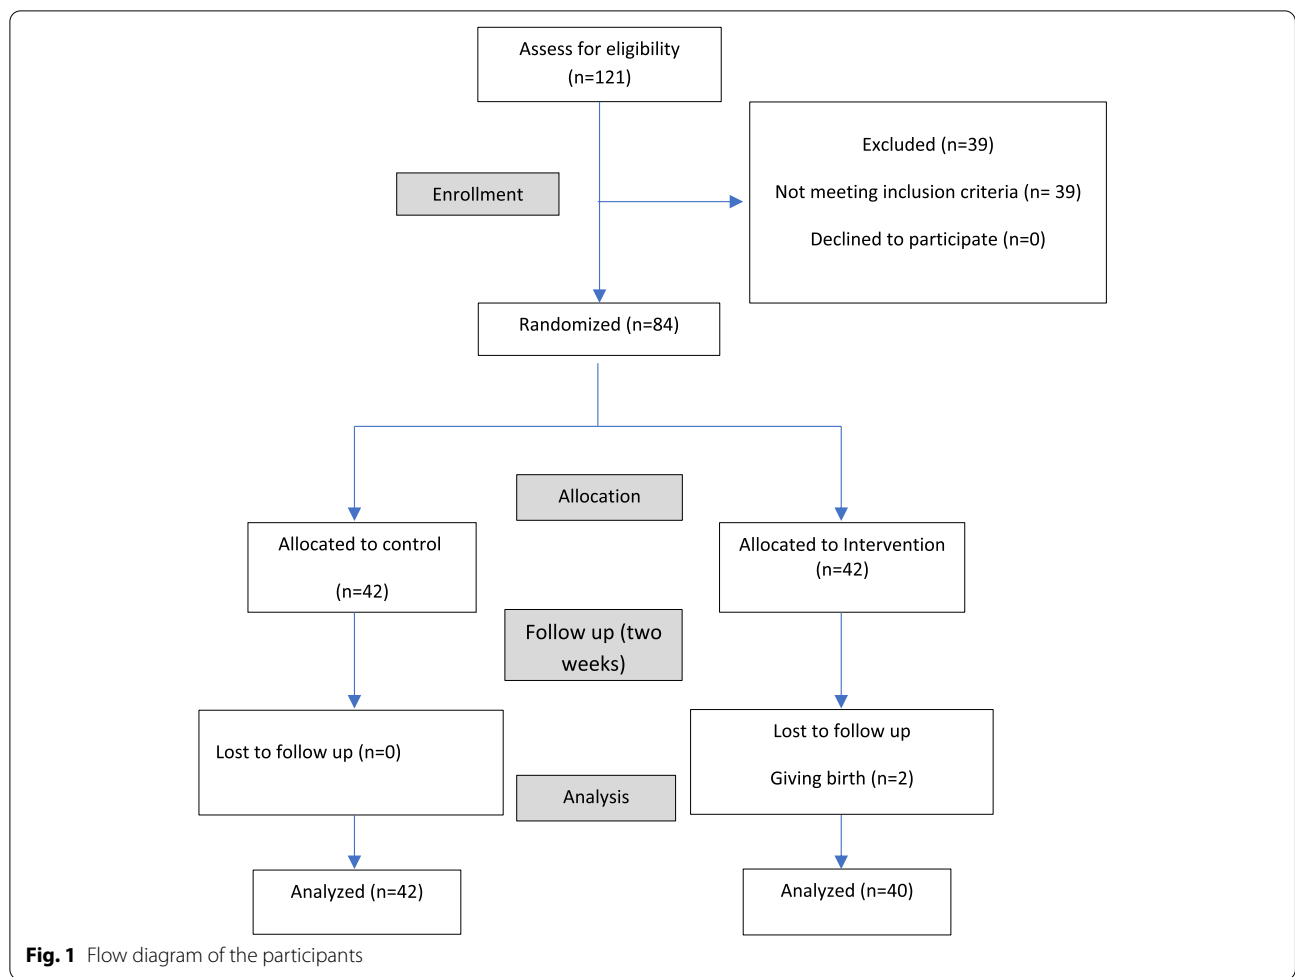 Assess for eligibility
(n=121)
Excluded (n=39)
Not meeting inclusion criteria (n= 39)
Declined to participate (n=0)
Enrollment
Randomized (n=84)
Allocation
Allocated to control
(n=42)
Allocated to Intervention
(n=42)
Follow up (two
weeks)
Lost to follow up (n=0)
Lost to follow up
Giving birth (n=2)
Analysis
Analyzed (n=42)
Analyzed (n=40)
Fig. 1 Flow diagram of the participants